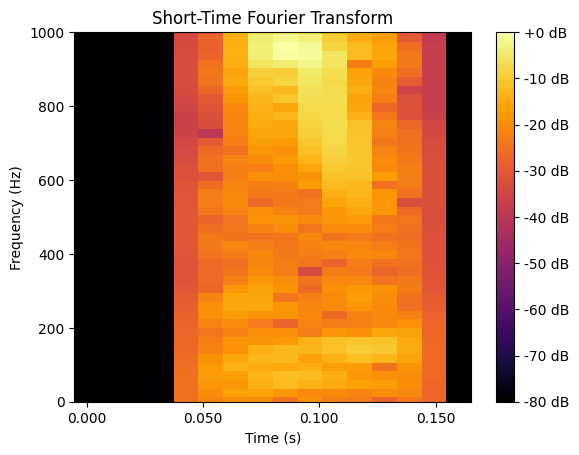 Short-Time Fourier Transform
1000
800
600
400
200
0
Frequency (Hz)
0.000
0.050
0.100
0.150
Time (s)
+0 dB
-10 dB
-20 dB
-30 dB
-40 dB
-50 dB
-60 dB
-70 dB
-80 dB